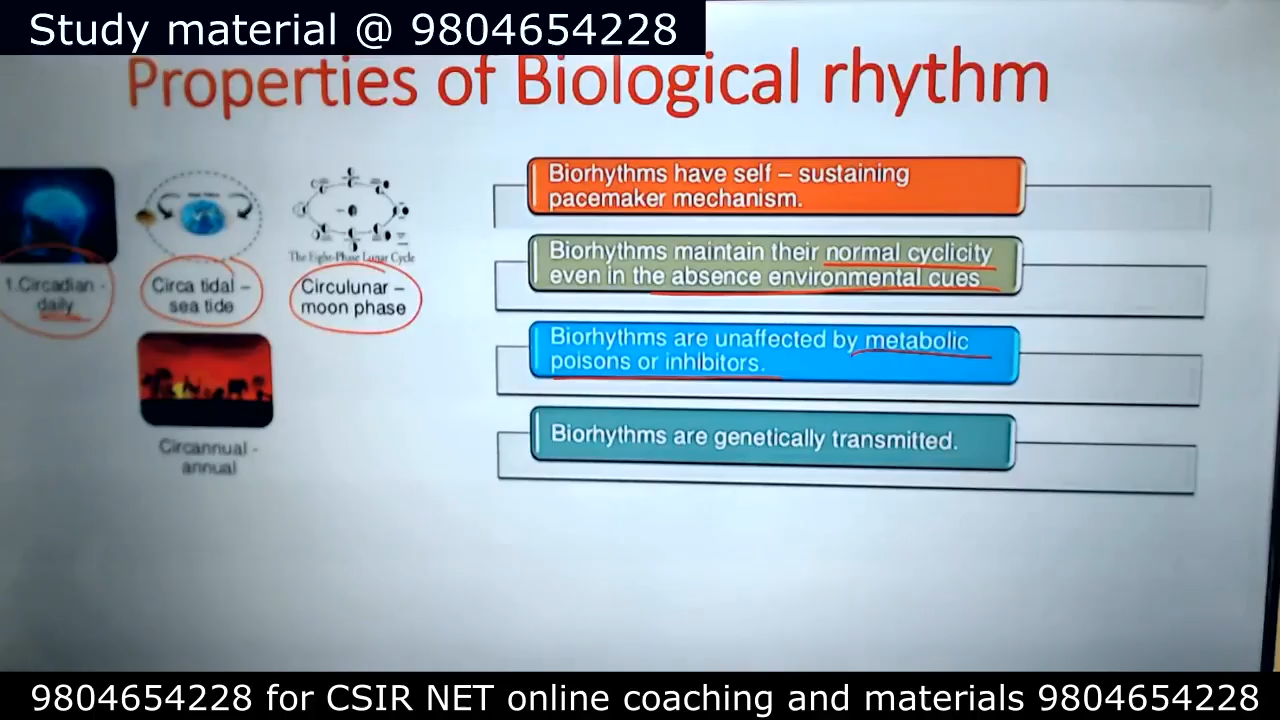 Study material @ 9804654228
Properties of Biological rhythm
The Eight-Phase Lunar Cycle
1.Circadian -
daily
Circa tidal –
sea tide
Circulunar –
moon phase
Circannual -
annual
Biorhythms have self – sustaining
pacemaker mechanism.
Biorhythms maintain their normal cyclicity
even in the absence environmental cues
Biorhythms are unaffected by metabolic
poisons or inhibitors.
Biorhythms are genetically transmitted.
9804654228 for CSIR NET online coaching and materials 9804654228